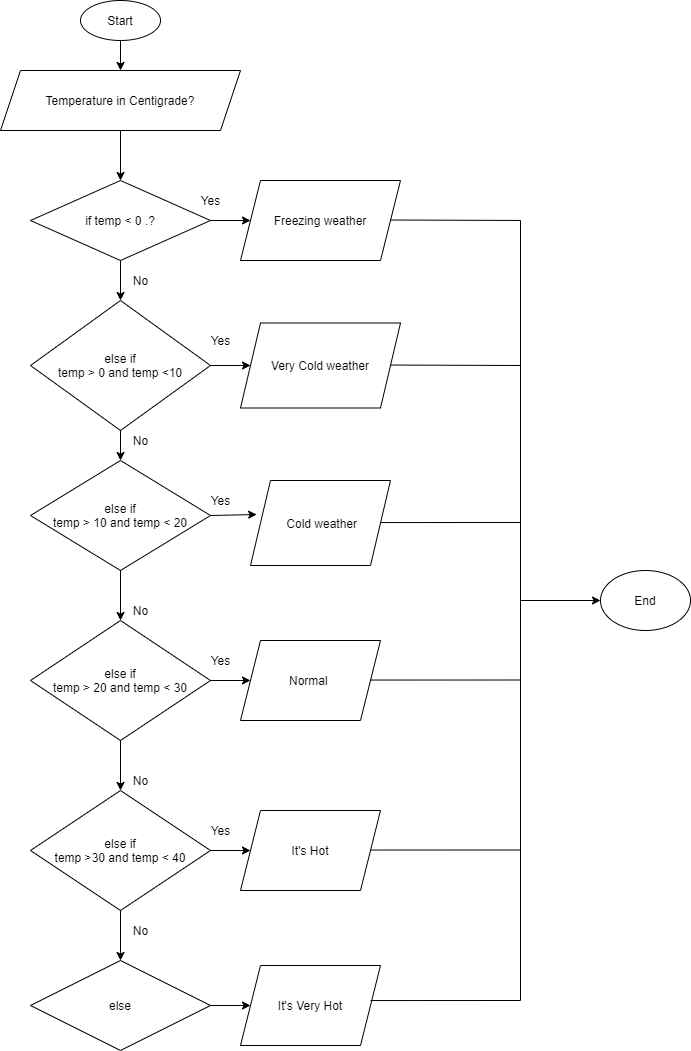 Start
Temperature in Centigrade?
if temp < 0 .?
Yes
Freezing weather
No
else if
temp > 0 and temp <10
Yes
Very Cold weather
No
else if
temp > 10 and temp < 20
Yes
Cold weather
No
else if
temp > 20 and temp < 30
Yes
Normal
No
else if
temp >30 and temp < 40
Yes
It's Hot
No
else
It's Very Hot
End